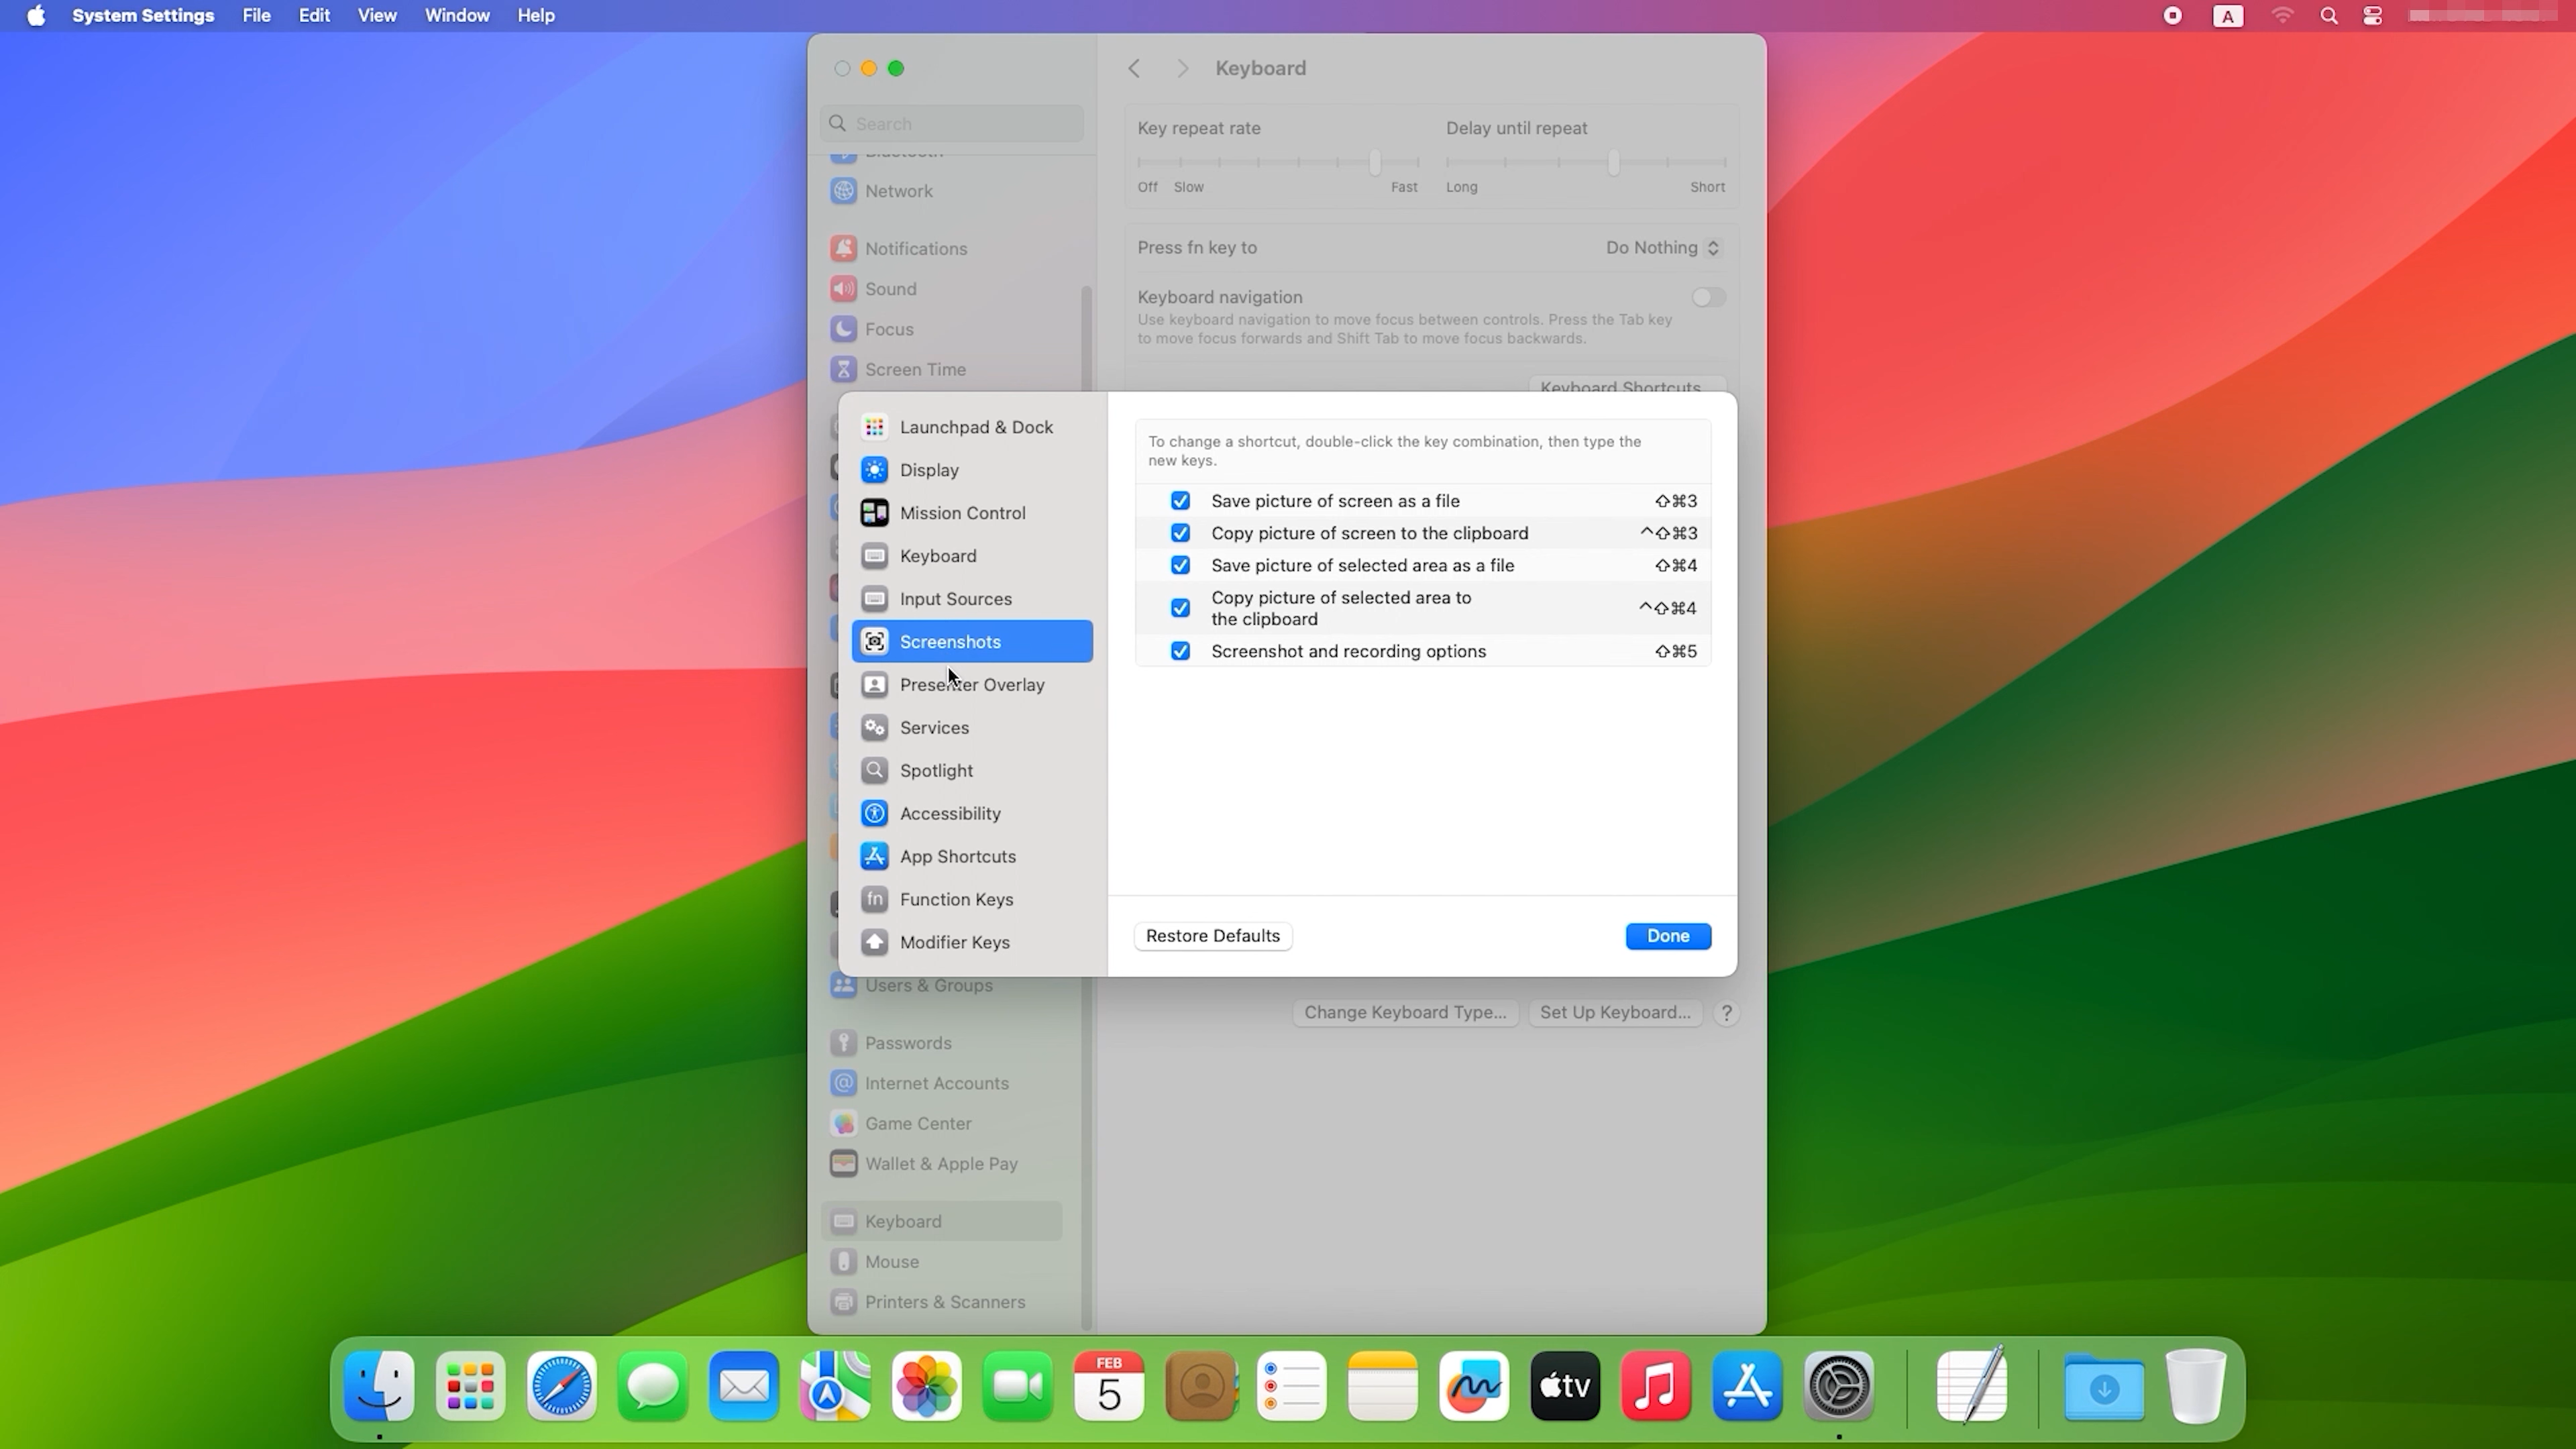 System Settings File Edit View Window Help
A
Keyboard
Search
Bluetooth
Network
Notifications
Sound
Focus
Screen Time
Key repeat rate
Delay until repeat
Off Slow Fast
Long Short
Press fn key to Do Nothing
Keyboard navigation
Use keyboard navigation to move focus between controls. Press the Tab key
to move focus forwards and Shift Tab to move focus backwards.
Keyboard Shortcuts...
Launchpad & Dock
Display
Mission Control
Keyboard
Input Sources
Screenshots
Presenter Overlay
Services
Spotlight
Accessibility
App Shortcuts
fn Function Keys
Modifier Keys
To change a shortcut, double-click the key combination, then type the
new keys.
Save picture of screen as a file ⇧⌘3
Copy picture of screen to the clipboard ^⇧⌘3
Save picture of selected area as a file ⇧⌘4
Copy picture of selected area to
the clipboard ^⇧⌘4
Screenshot and recording options ⇧⌘5
Restore Defaults
Done
Users & Groups
Passwords
Internet Accounts
Game Center
Wallet & Apple Pay
Keyboard
Mouse
Printers & Scanners
Change Keyboard Type...
Set Up Keyboard...
?
FEB
5
tv